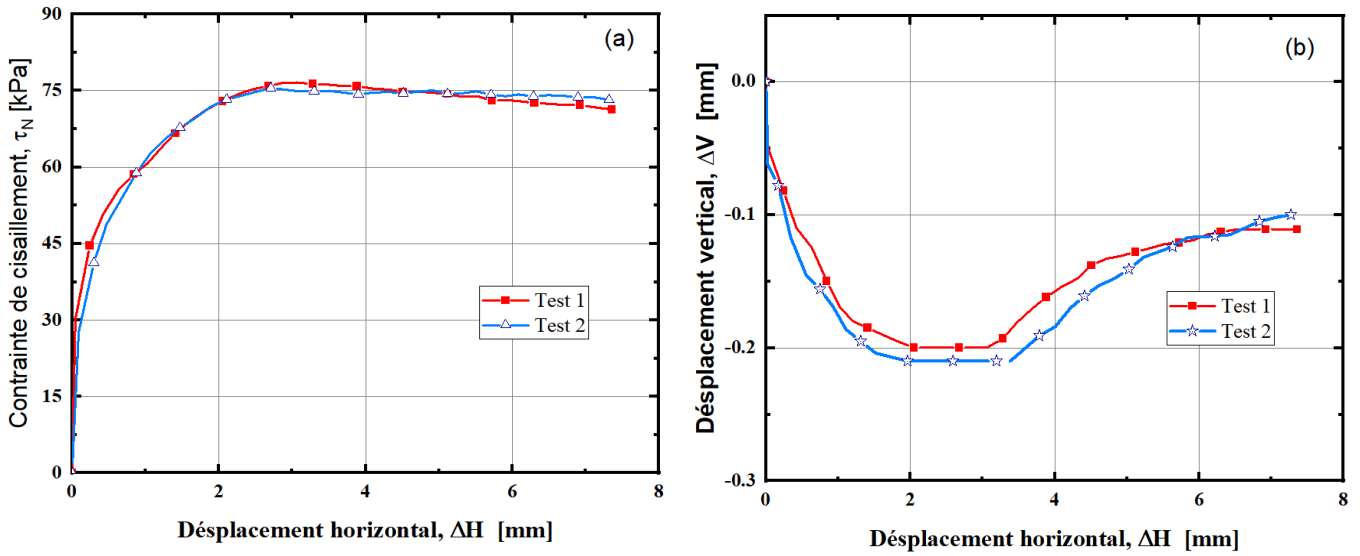 (a)
Contrainte de cisaillement, τN [kPa]
90
75
60
45
30
15
0
0 2 4 6 8
Désplacement horizontal, ΔH [mm]
Test 1
Test 2
(b)
Désplacement vertical, ΔV [mm]
0.0
-0.1
-0.2
-0.3
0 2 4 6 8
Désplacement horizontal, ΔH [mm]
Test 1
Test 2